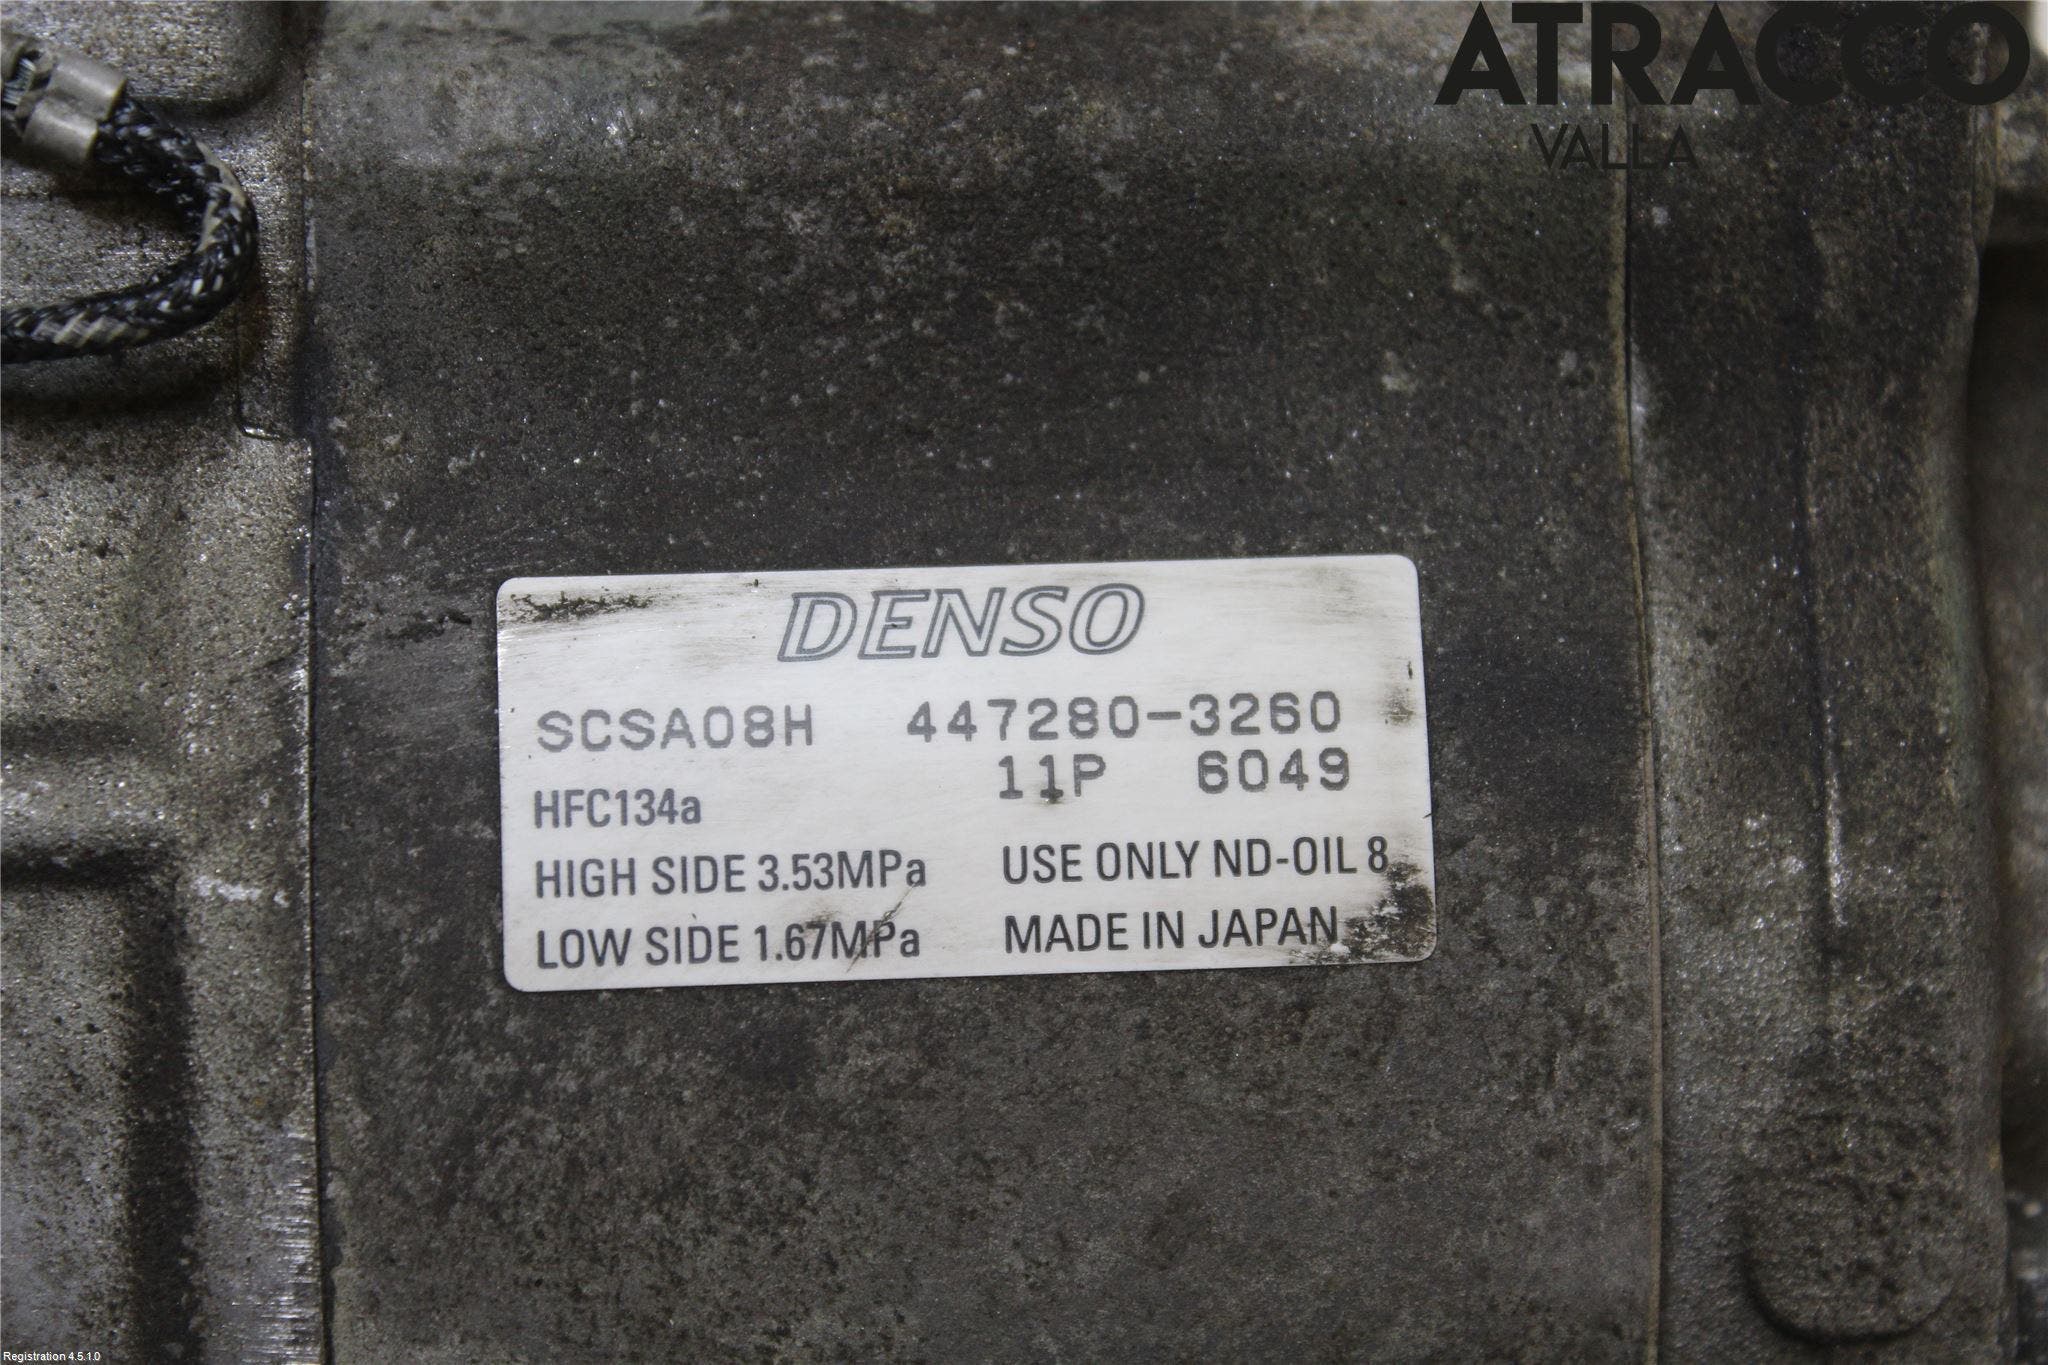 ATRACCO
VALLA
DENSO
SCSA08H 447280-3260
11P 6049
HFC134a
HIGH SIDE 3.53MPa USE ONLY ND-OIL 8
LOW SIDE 1.67MPa MADE IN JAPAN
Registration 4.5.1.0